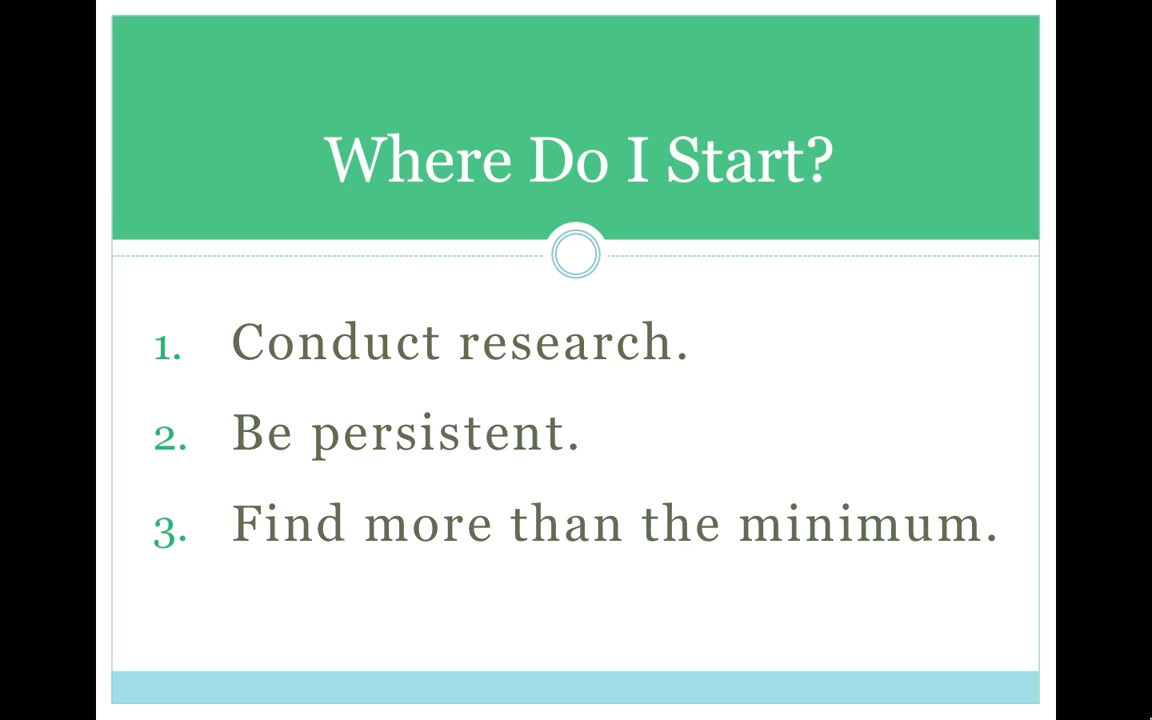 Where Do I Start?
1. Conduct research.
2. Be persistent.
3. Find more than the minimum.